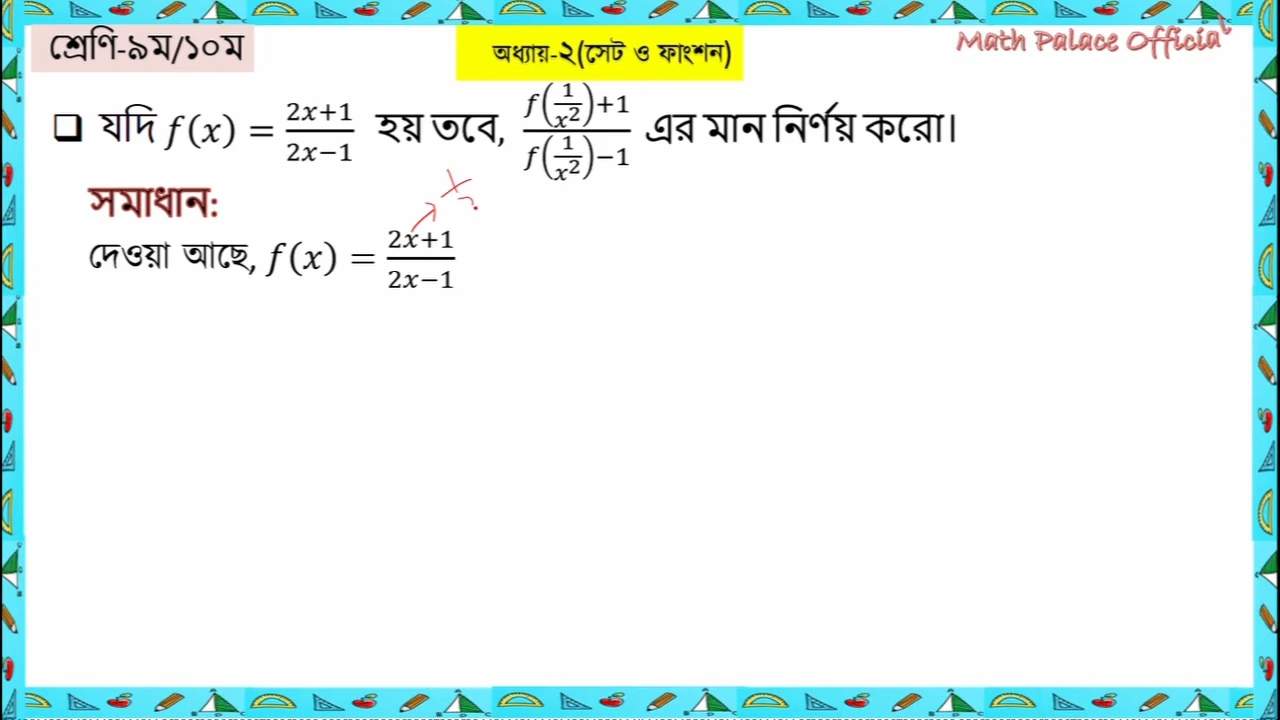 শ্রেণি-৯ম/১০ম
অধ্যায়-২(সেট ও ফাংশন)
Math Palace Official
❑ যদি f(x) = (2x+1)/(2x−1) হয় তবে, (f(1/x²)+1)/(f(1/x²)−1) এর মান নির্ণয় করো।
সমাধান:
দেওয়া আছে, f(x) = (2x+1)/(2x−1)